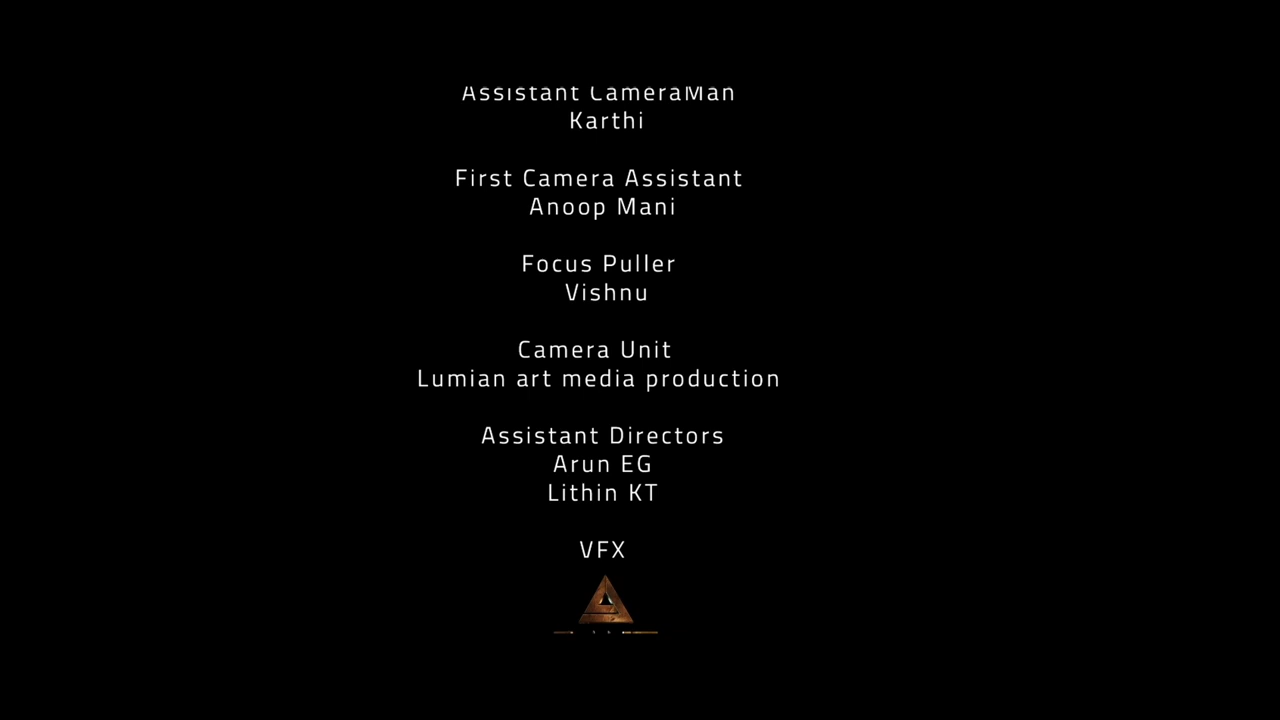 Assistant CameraMan
Karthi
First Camera Assistant
Anoop Mani
Focus Puller
Vishnu
Camera Unit
Lumian art media production
Assistant Directors
Arun EG
Lithin KT
VFX